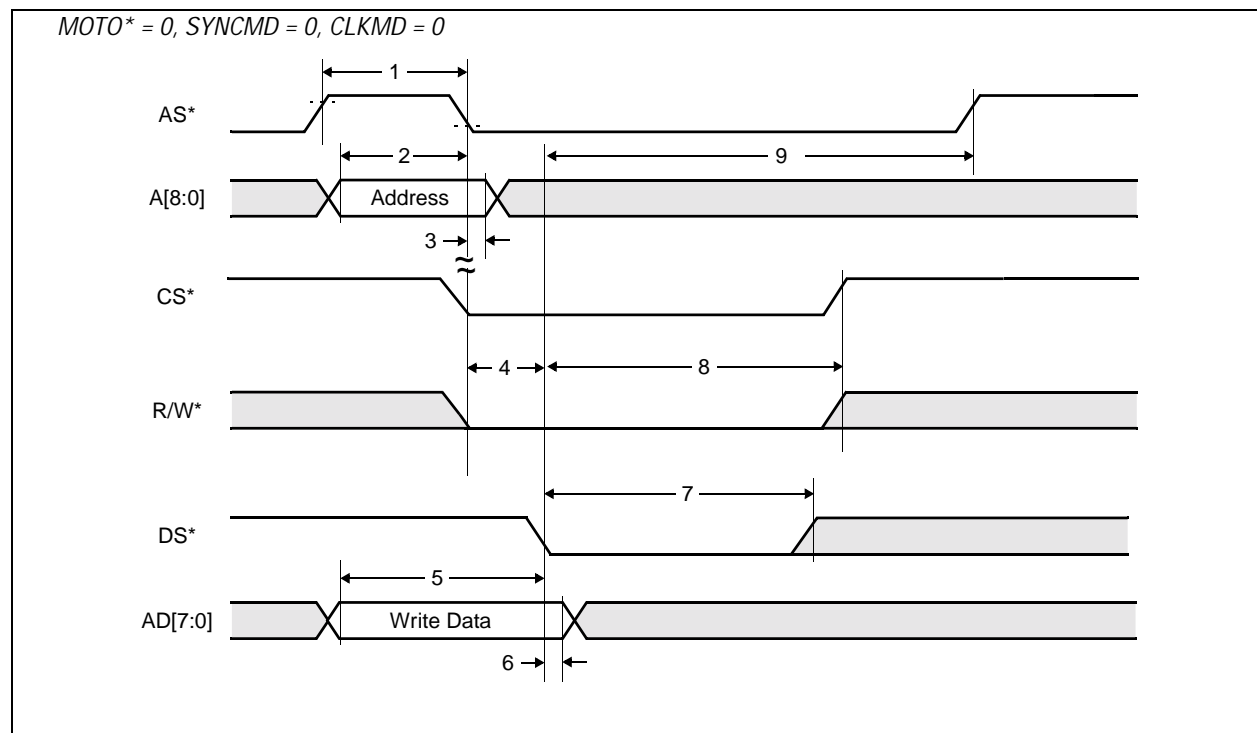 MOTO* = 0, SYNCMD = 0, CLKMD = 0
1
AS*
2
9
A[8:0]
Address
3
CS*
4
8
R/W*
7
DS*
5
AD[7:0]
Write Data
6